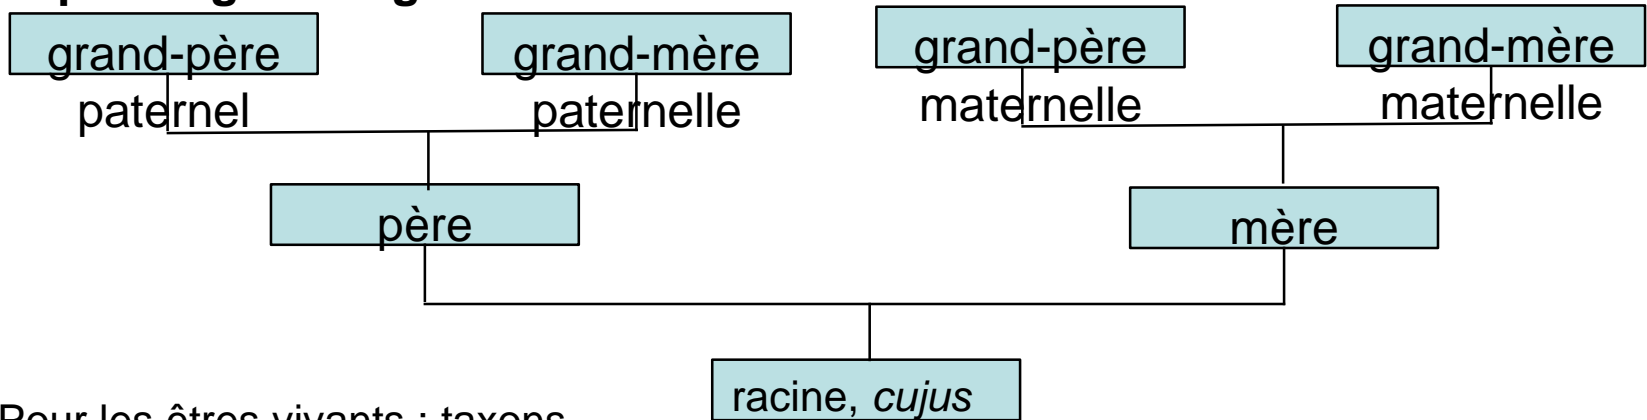 grand-père
paternel
grand-mère
paternelle
grand-père
maternelle
grand-mère
maternelle
père
mère
racine, cujus
Pour les êtres vivants : taxons